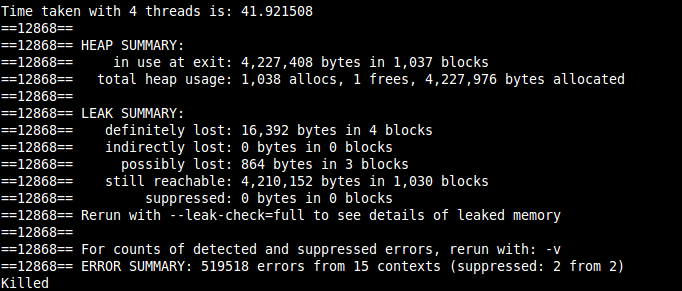 Time taken with 4 threads is: 41.921508
==12868==
==12868== HEAP SUMMARY:
==12868==     in use at exit: 4,227,408 bytes in 1,037 blocks
==12868==   total heap usage: 1,038 allocs, 1 frees, 4,227,976 bytes allocated
==12868==
==12868== LEAK SUMMARY:
==12868==    definitely lost: 16,392 bytes in 4 blocks
==12868==    indirectly lost: 0 bytes in 0 blocks
==12868==      possibly lost: 864 bytes in 3 blocks
==12868==    still reachable: 4,210,152 bytes in 1,030 blocks
==12868==         suppressed: 0 bytes in 0 blocks
==12868== Rerun with --leak-check=full to see details of leaked memory
==12868==
==12868== For counts of detected and suppressed errors, rerun with: -v
==12868== ERROR SUMMARY: 519518 errors from 15 contexts (suppressed: 2 from 2)
Killed